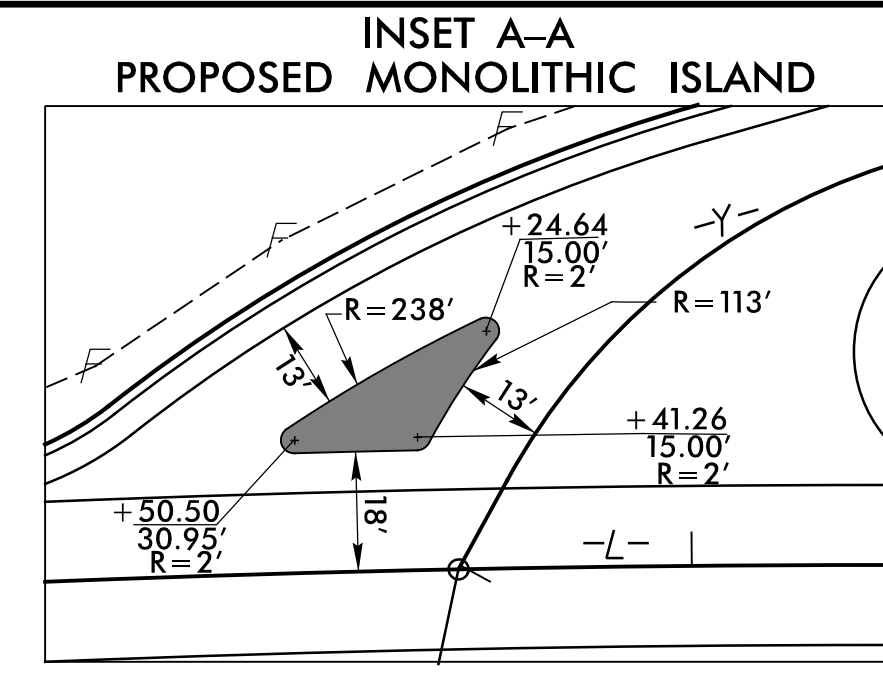 INSET A–A
PROPOSED MONOLITHIC ISLAND
F
F
F
-Y-
+24.64
15.00'
R=2'
R=238'
R=113'
13'
13'
+41.26
15.00'
R=2'
+50.50
30.95'
R=2'
18'
-L-